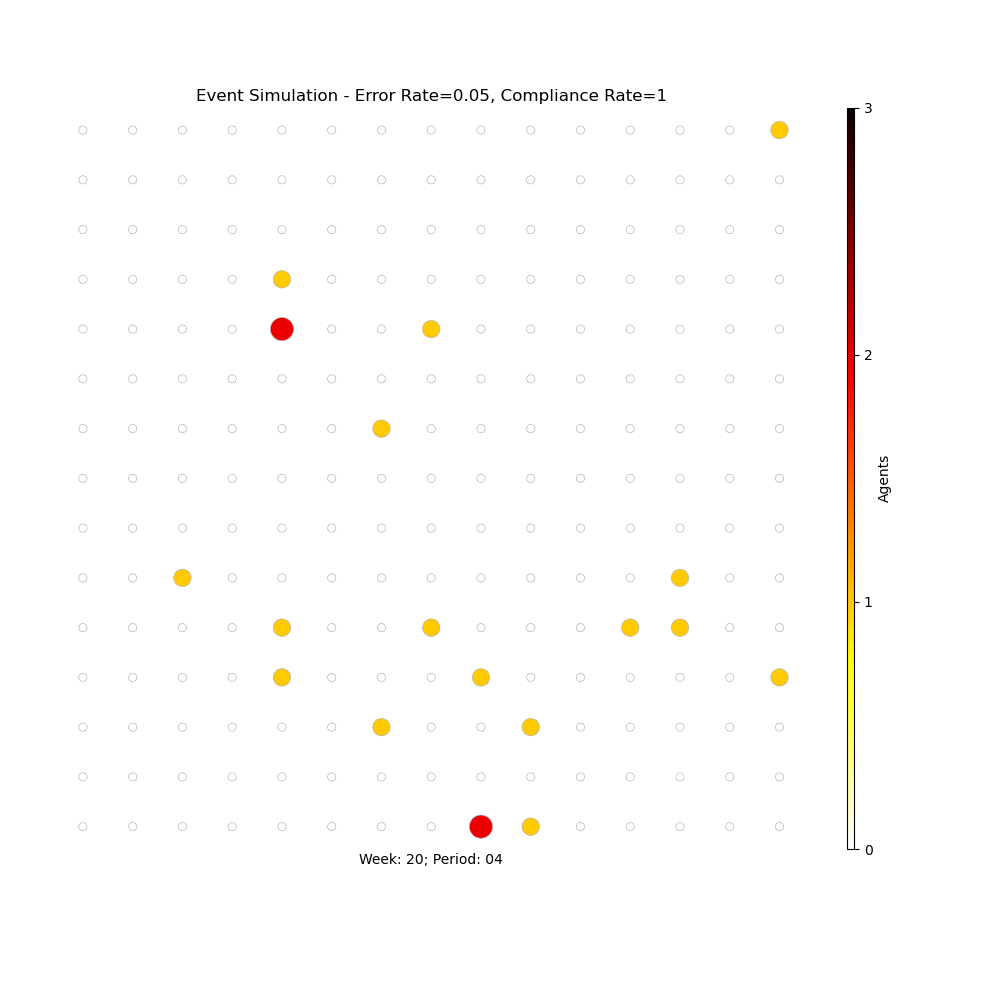 Event Simulation - Error Rate=0.05, Compliance Rate=1
3
2
Agents
1
0
Week: 20; Period: 04